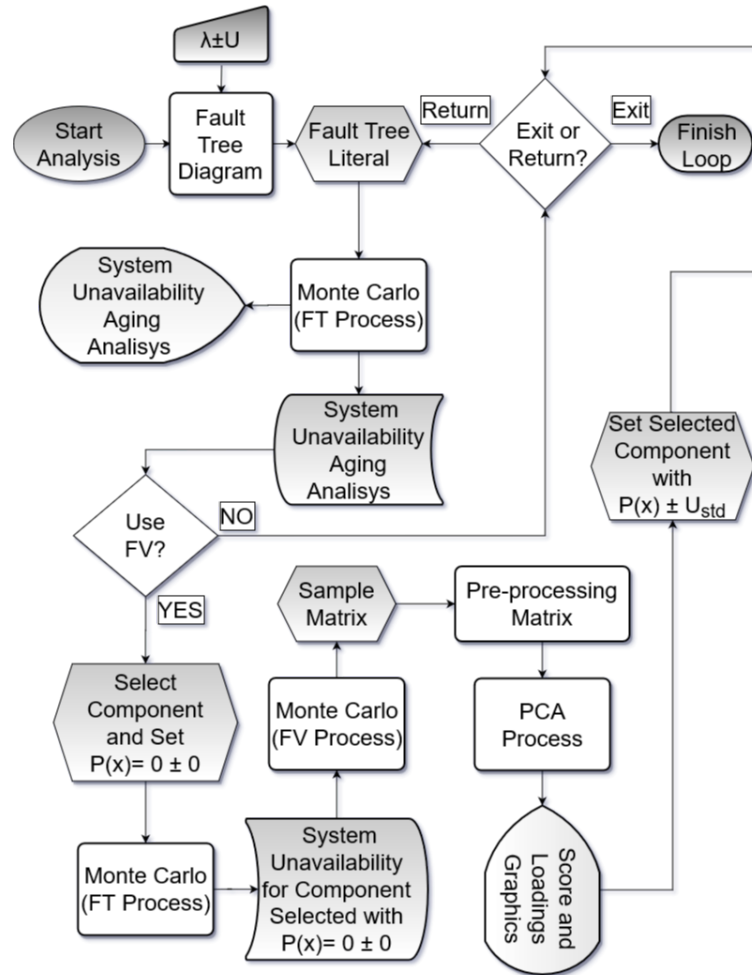 λ±U
Start
Analysis
Fault
Tree
Diagram
Fault Tree
Literal
Return
Exit or
Return?
Exit
Finish
Loop
System
Unavailability
Aging
Analisys
Monte Carlo
(FT Process)
System
Unavailability
Aging
Analisys
Set Selected
Component
with
P(x) ± Ustd
Use
FV?
NO
YES
Sample
Matrix
Pre-processing
Matrix
Select
Component
and Set
P(x)= 0 ± 0
Monte Carlo
(FV Process)
PCA
Process
Monte Carlo
(FT Process)
System
Unavailability
for Component
Selected with
P(x)= 0 ± 0
Score and
Loadings
Graphics